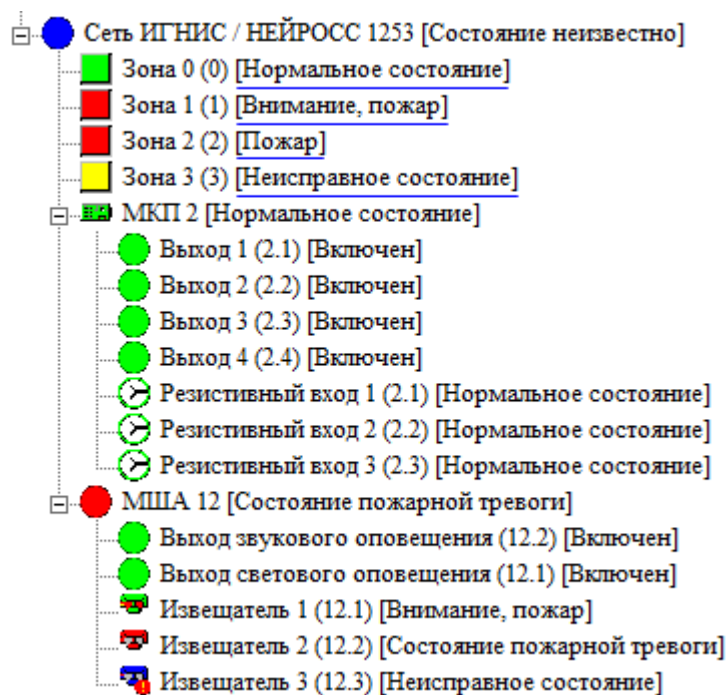 Сеть ИГНИС / НЕЙРОСС 1253 [Состояние неизвестно]
Зона 0 (0) [Нормальное состояние]
Зона 1 (1) [Внимание, пожар]
Зона 2 (2) [Пожар]
Зона 3 (3) [Неисправное состояние]
МКП 2 [Нормальное состояние]
Выход 1 (2.1) [Включен]
Выход 2 (2.2) [Включен]
Выход 3 (2.3) [Включен]
Выход 4 (2.4) [Включен]
Резистивный вход 1 (2.1) [Нормальное состояние]
Резистивный вход 2 (2.2) [Нормальное состояние]
Резистивный вход 3 (2.3) [Нормальное состояние]
МША 12 [Состояние пожарной тревоги]
Выход звукового оповещения (12.2) [Включен]
Выход светового оповещения (12.1) [Включен]
Извещатель 1 (12.1) [Внимание, пожар]
Извещатель 2 (12.2) [Состояние пожарной тревоги]
Извещатель 3 (12.3) [Неисправное состояние]